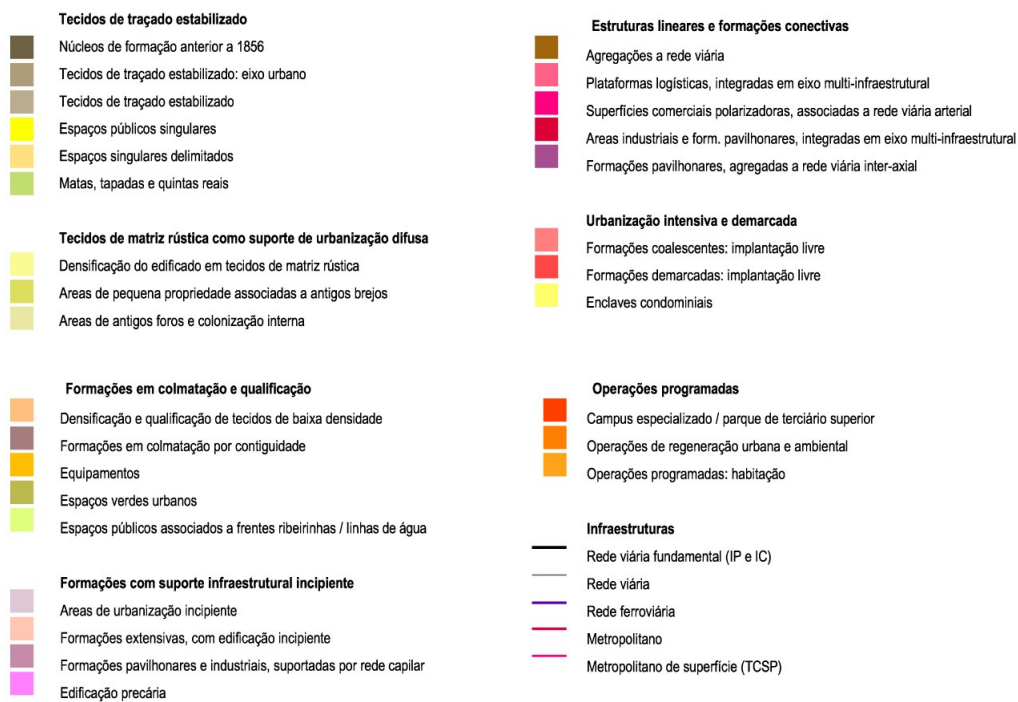 Tecidos de traçado estabilizado
Núcleos de formação anterior a 1856
Tecidos de traçado estabilizado: eixo urbano
Tecidos de traçado estabilizado
Espaços públicos singulares
Espaços singulares delimitados
Matas, tapadas e quintas reais
Tecidos de matriz rústica como suporte de urbanização difusa
Densificação do edificado em tecidos de matriz rústica
Areas de pequena propriedade associadas a antigos brejos
Areas de antigos foros e colonização interna
Formações em colmatação e qualificação
Densificação e qualificação de tecidos de baixa densidade
Formações em colmatação por contiguidade
Equipamentos
Espaços verdes urbanos
Espaços públicos associados a frentes ribeirinhas / linhas de água
Formações com suporte infraestrutural incipiente
Areas de urbanização incipiente
Formações extensivas, com edificação incipiente
Formações pavilhonares e industriais, suportadas por rede capilar
Edificação precária
Estruturas lineares e formações conectivas
Agregações a rede viária
Plataformas logísticas, integradas em eixo multi-infraestrutural
Superfícies comerciais polarizadoras, associadas a rede viária arterial
Areas industriais e form. pavilhonares, integradas em eixo multi-infraestrutural
Formações pavilhonares, agregadas a rede viária inter-axial
Urbanização intensiva e demarcada
Formações coalescentes: implantação livre
Formações demarcadas: implantação livre
Enclaves condominiais
Operações programadas
Campus especializado / parque de terciário superior
Operações de regeneração urbana e ambiental
Operações programadas: habitação
Infraestruturas
Rede viária fundamental (IP e IC)
Rede viária
Rede ferroviária
Metropolitano
Metropolitano de superfície (TCSP)